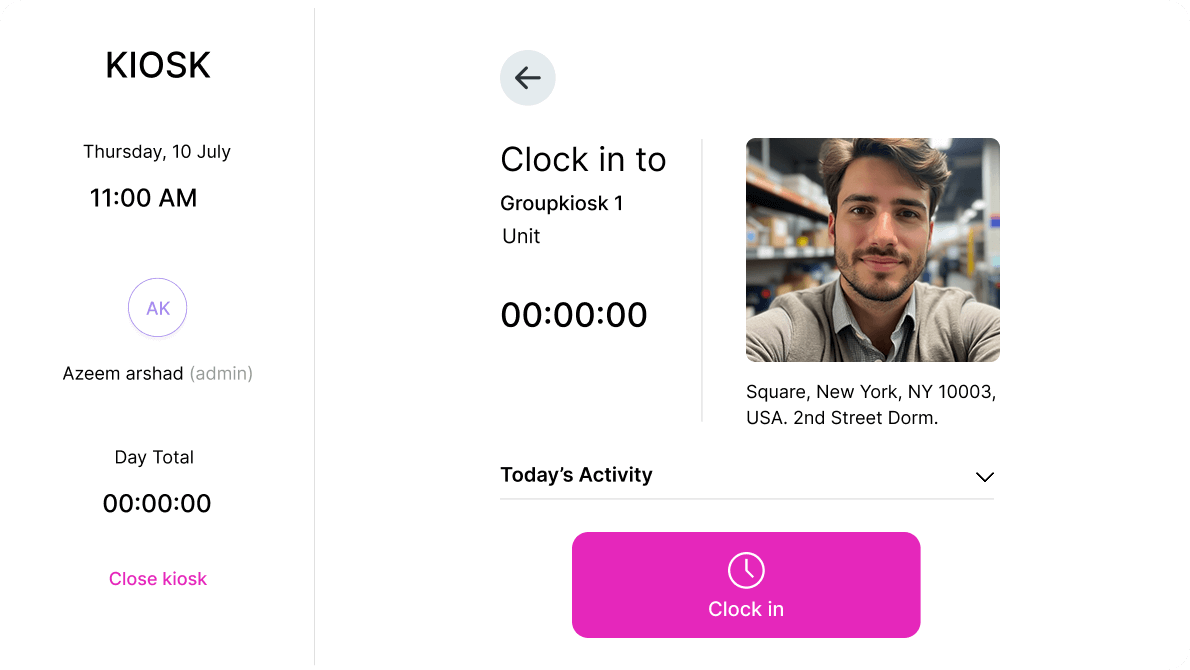 KIOSK
Thursday, 10 July
11:00 AM
AK
Azeem arshad (admin)
Day Total
00:00:00
Close kiosk
Clock in to
Groupkiosk 1
Unit
00:00:00
Square, New York, NY 10003,
USA. 2nd Street Dorm.
Today’s Activity
Clock in